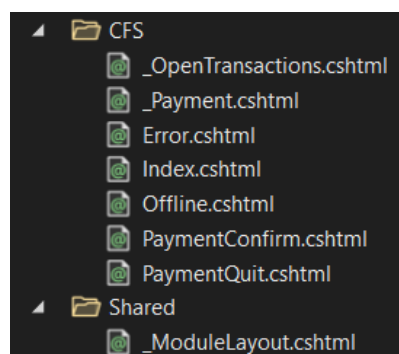 CFS
_OpenTransactions.cshtml
_Payment.cshtml
Error.cshtml
Index.cshtml
Offline.cshtml
PaymentConfirm.cshtml
PaymentQuit.cshtml
Shared
_ModuleLayout.cshtml